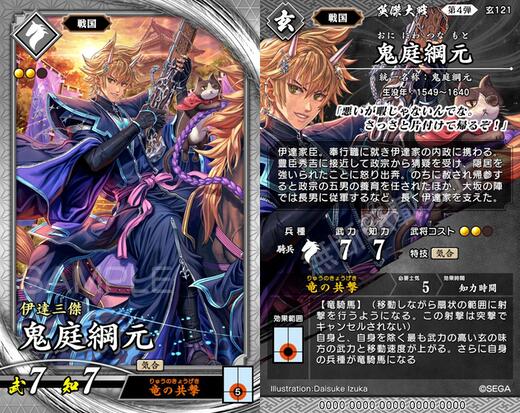 戦国
SAMPLE
伊達三傑
鬼庭綱元
気合
武7 知7
りゅうのきょうげき
竜の共撃
5
玄
戦国
英傑大戦
第4弾
玄121
おに にわ つな もと
鬼庭綱元
統一名称:鬼庭綱元
生没年 1549~1640
「悪いが暇じゃないんでな。
さっさと片付けて帰るぞ!」
伊達家臣。奉行職に就き伊達家の内政に携わる。
豊臣秀吉に接近して政宗から猜疑を受け、隠居
を強いられたことに怒り出奔。のちに赦され帰参す
ると政宗の五男の養育を任されたほか、大坂の陣
では長男に従軍するなど、長く伊達家を支えた。
兵種 武力 知力 武将コスト
騎兵 7 7 特技 気合
りゅうのきょうげき 必要士気 効果時間
竜の共撃 5 知力時間
効果範囲
【竜騎馬】(移動しながら扇状の範囲に射
撃を行うようになる。この射撃は突撃で
キャンセルされない)
自身と、自身を除く最も武力の高い玄の味
方の武力と移動速度が上がる。さらに自身
の兵種が竜騎馬になる
Illustration:Daisuke Izuka
©SEGA
0000 0000 0000 0000 0000